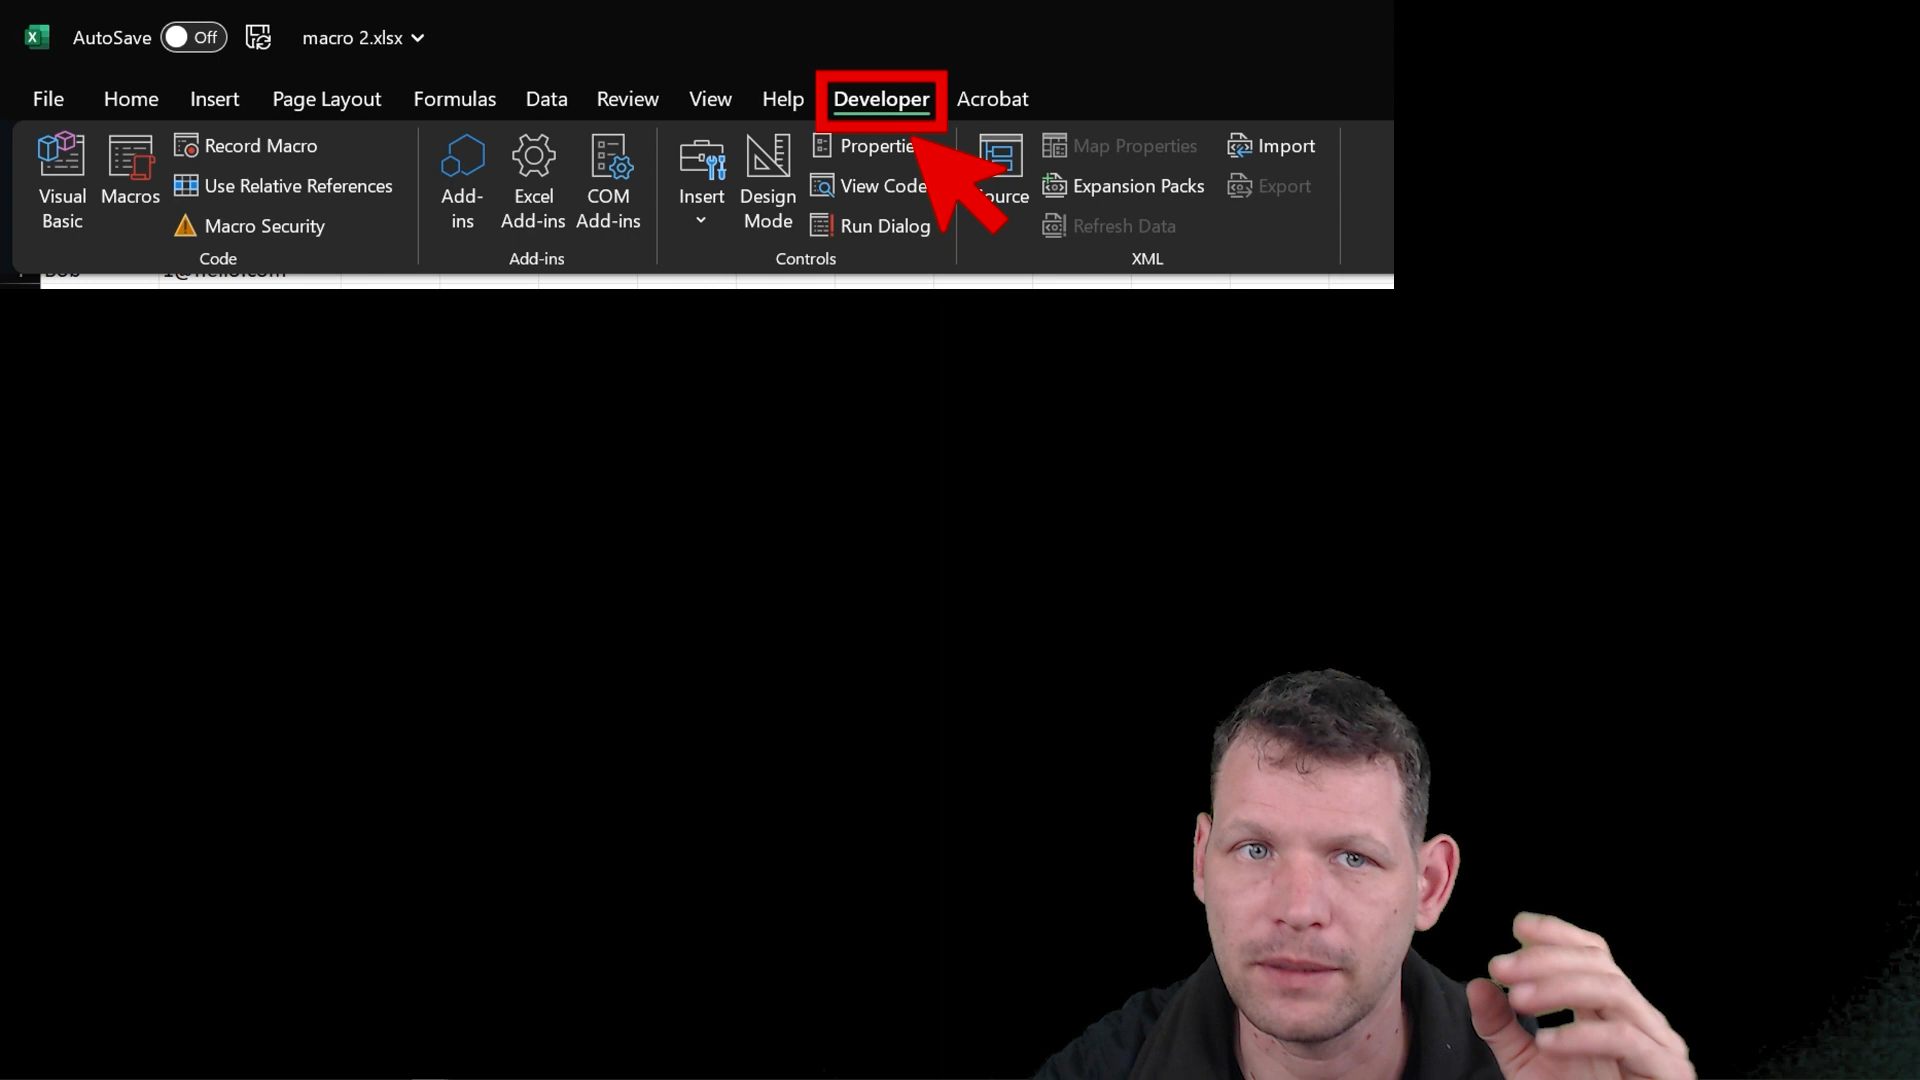 AutoSave Off macro 2.xlsx
File Home Insert Page Layout Formulas Data Review View Help Developer Acrobat
Visual Basic
Macros
Record Macro
Use Relative References
Macro Security
Code
Add-ins
Excel Add-ins
COM Add-ins
Add-ins
Insert
Design Mode
View Code
Run Dialog
Controls
Map Properties
Expansion Packs
Refresh Data
Import
Export
XML